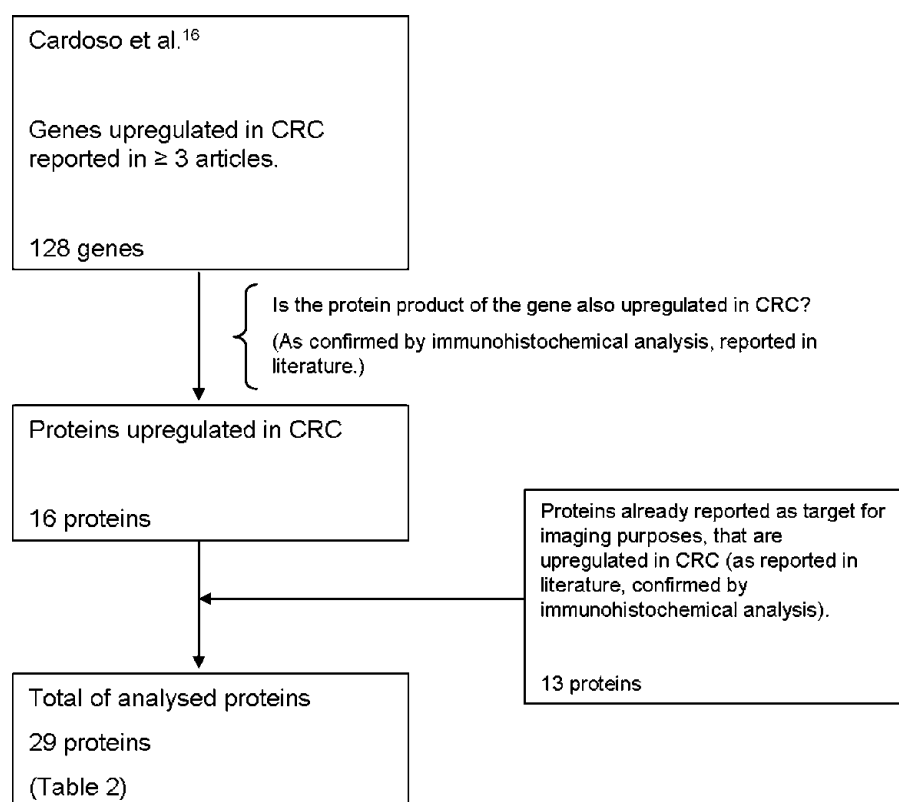 Cardoso et al.16
Genes upregulated in CRC
reported in ≥ 3 articles.
128 genes
Is the protein product of the gene also upregulated in CRC?
(As confirmed by immunohistochemical analysis, reported in
literature.)
Proteins upregulated in CRC
16 proteins
Proteins already reported as target for
imaging purposes, that are
upregulated in CRC (as reported in
literature, confirmed by
immunohistochemical analysis).
13 proteins
Total of analysed proteins
29 proteins
(Table 2)